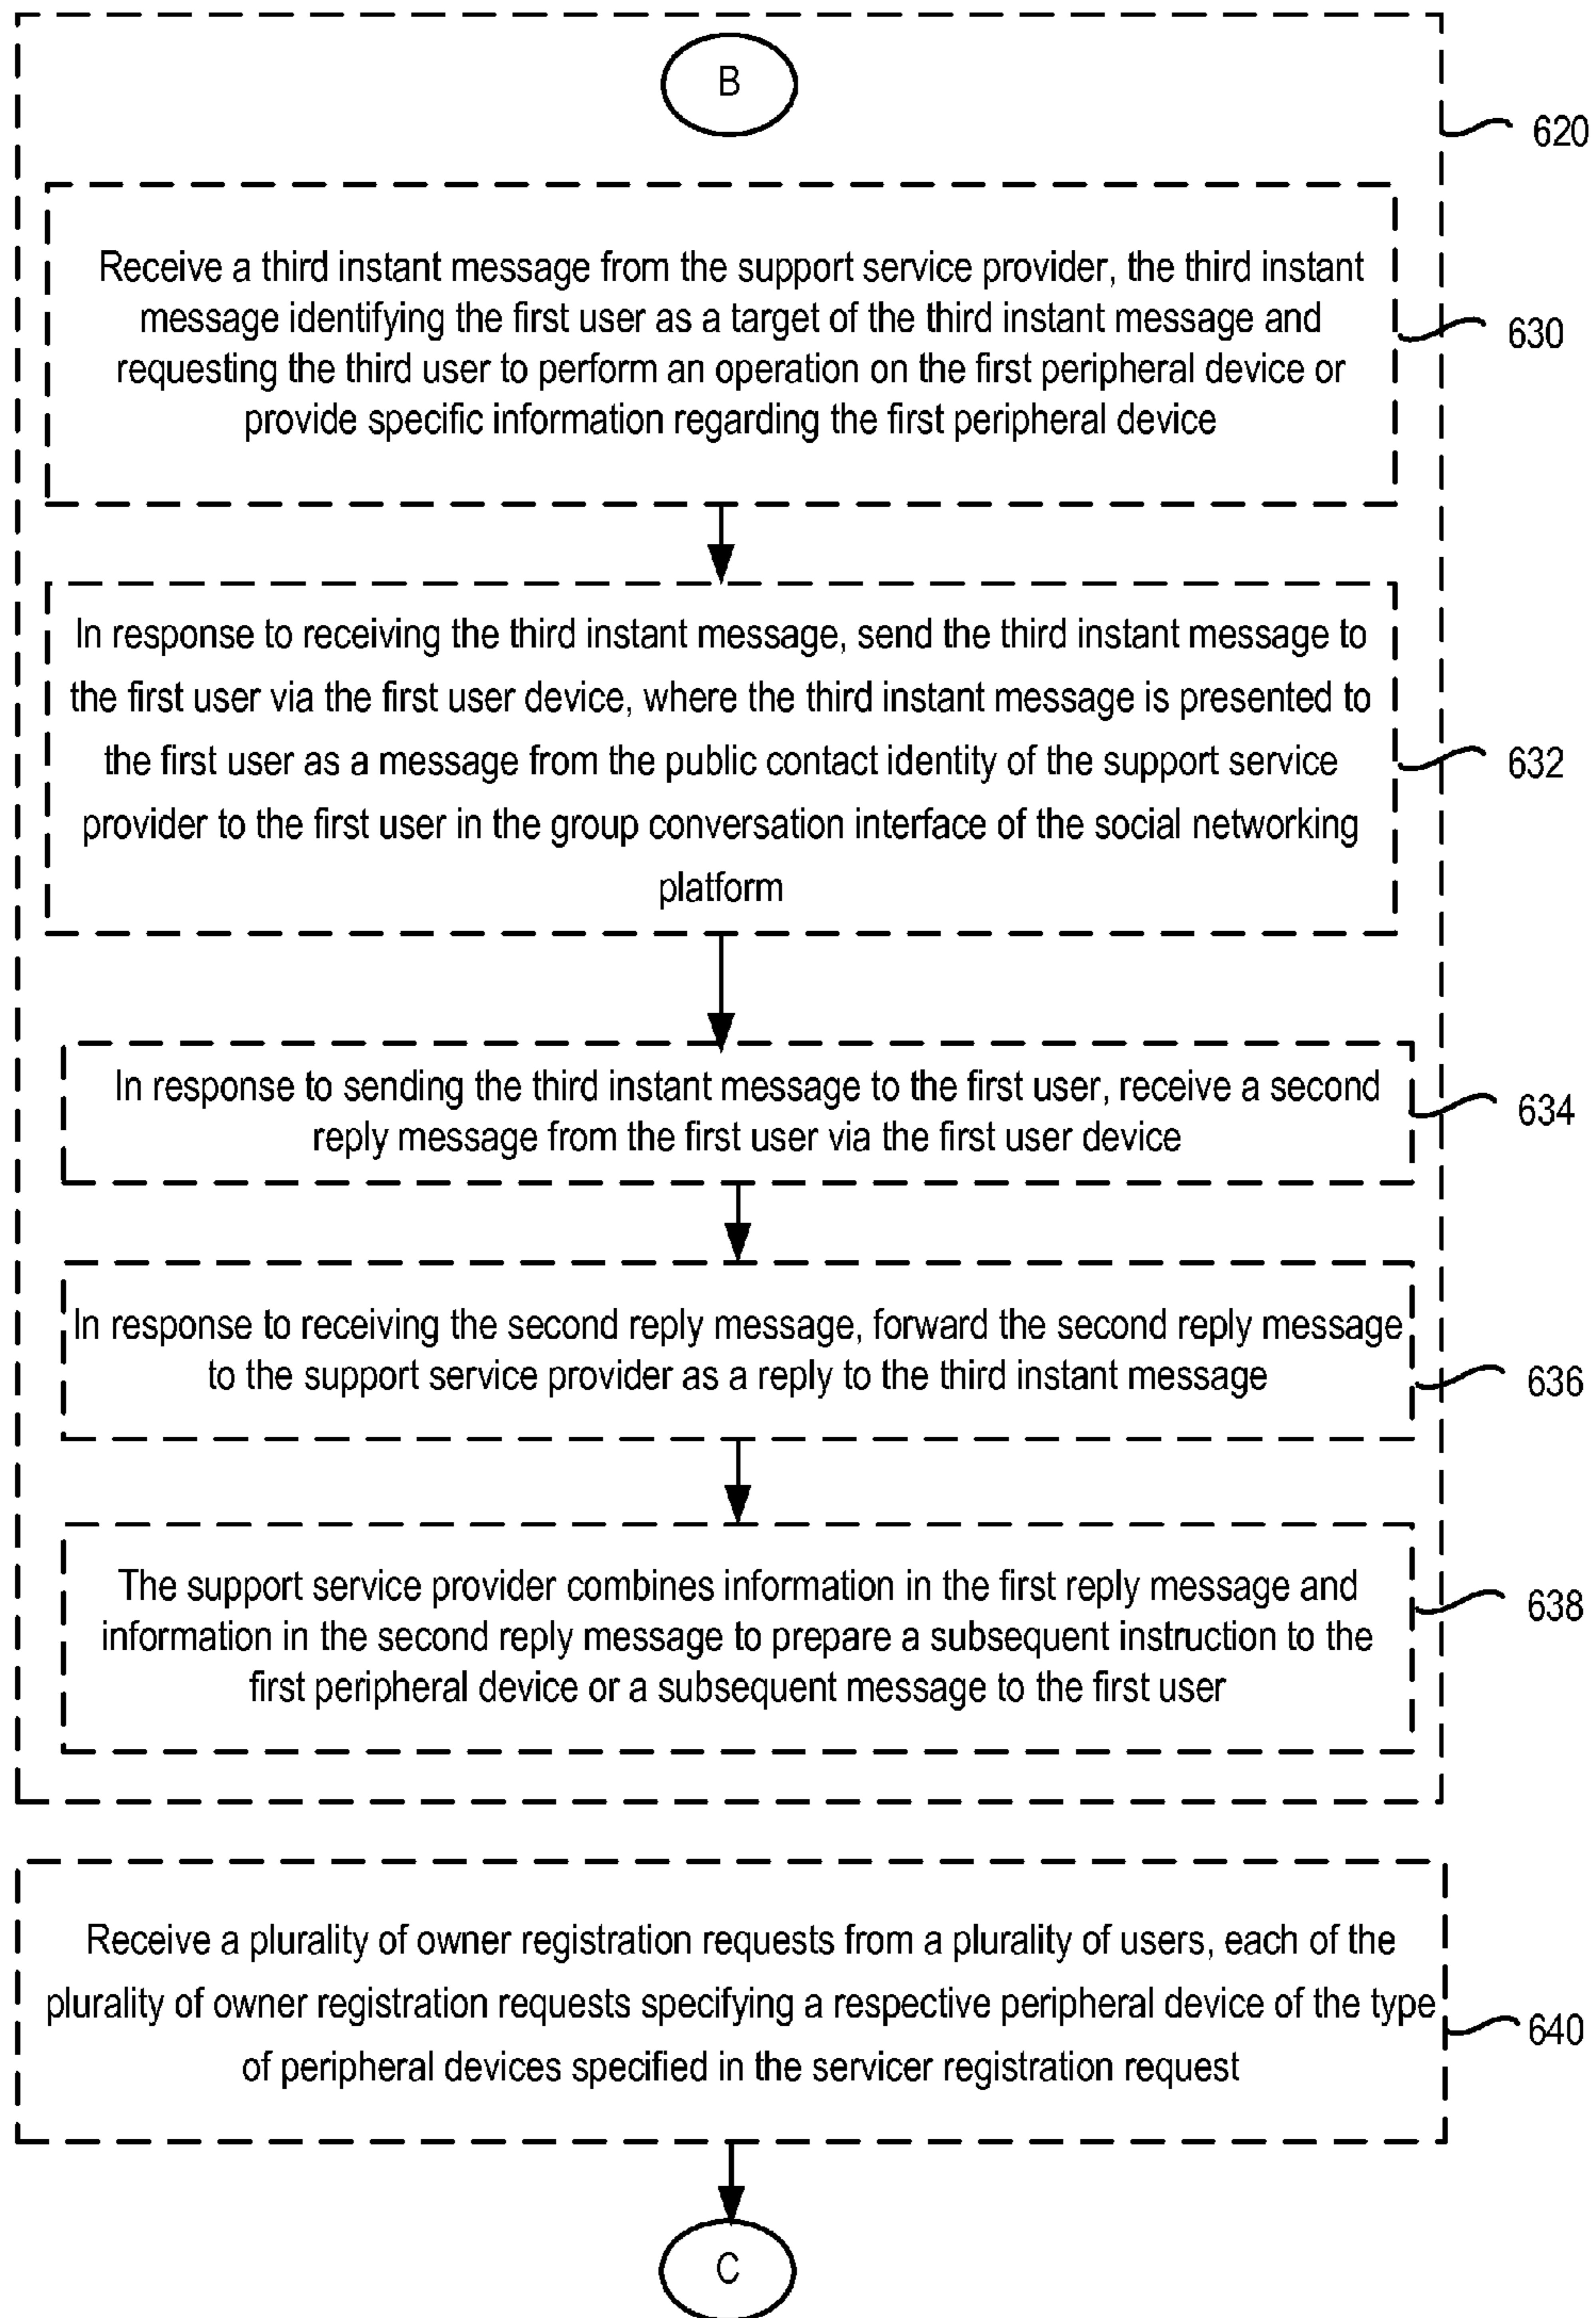 B
620
Receive a third instant message from the support service provider, the third instant
message identifying the first user as a target of the third instant message and
requesting the third user to perform an operation on the first peripheral device or
provide specific information regarding the first peripheral device
630
In response to receiving the third instant message, send the third instant message to
the first user via the first user device, where the third instant message is presented to
the first user as a message from the public contact identity of the support service
provider to the first user in the group conversation interface of the social networking
platform
632
In response to sending the third instant message to the first user, receive a second
reply message from the first user via the first user device
634
In response to receiving the second reply message, forward the second reply message
to the support service provider as a reply to the third instant message
636
The support service provider combines information in the first reply message and
information in the second reply message to prepare a subsequent instruction to the
first peripheral device or a subsequent message to the first user
638
Receive a plurality of owner registration requests from a plurality of users, each of the
plurality of owner registration requests specifying a respective peripheral device of the type
of peripheral devices specified in the servicer registration request
640
C